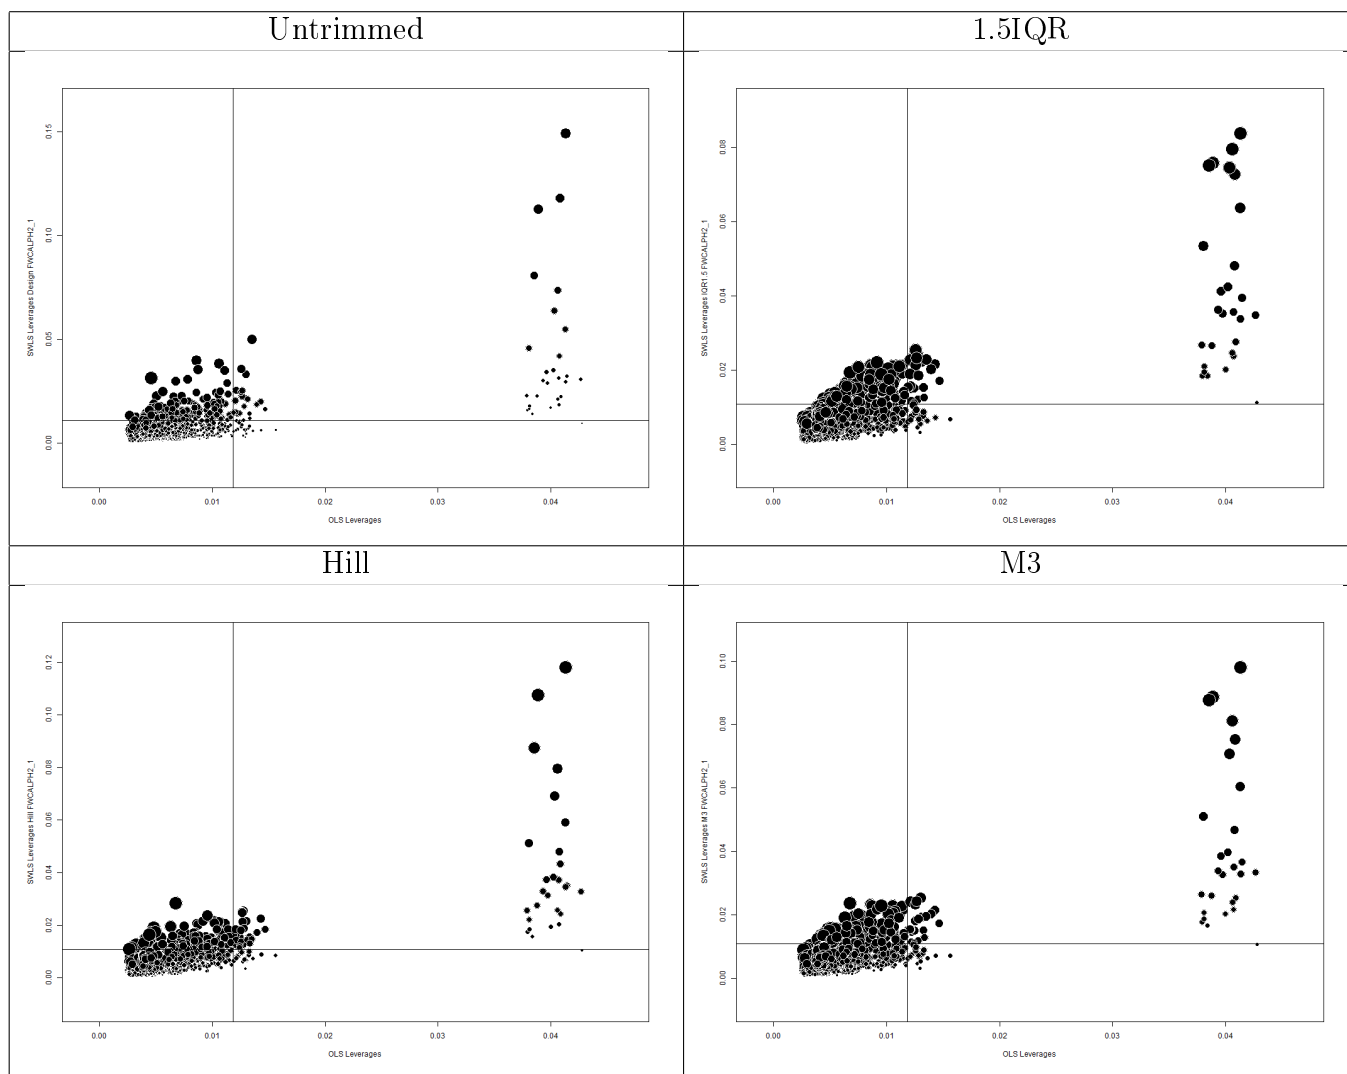 Untrimmed
1.5IQR
SWLS Leverages Design FWCALPH2_1
0.15
0.10
0.05
0.00
0.00 0.01 0.02 0.03 0.04
OLS Leverages
SWLS Leverages IQR1.5 FWCALPH2_1
0.08
0.06
0.04
0.02
0.00
0.00 0.01 0.02 0.03 0.04
OLS Leverages
Hill
M3
SWLS Leverages Hill FWCALPH2_1
0.12
0.10
0.08
0.06
0.04
0.02
0.00
0.00 0.01 0.02 0.03 0.04
OLS Leverages
SWLS Leverages M3 FWCALPH2_1
0.10
0.08
0.06
0.04
0.02
0.00
0.00 0.01 0.02 0.03 0.04
OLS Leverages